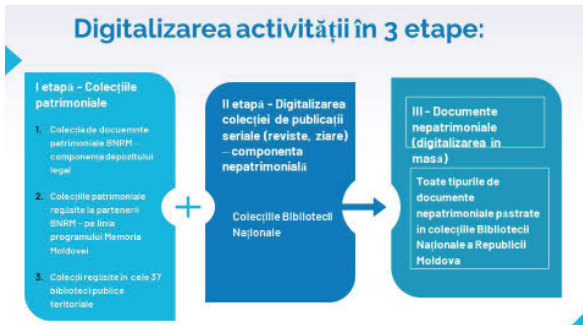 Digitalizarea activității în 3 etape:
I etapă - Colecțiile
patrimoniale
1. Colecția de docuemnte
patrimoniale BNRM –
componența depozitului
legal
2. Colecțiile patrimoniale
regăsite la partenerii
BNRM – pe linia
programului Memoria
Moldovei
3. Colecții regăsite în cele 37
biblioteci publice
teritoriale
II etapă - Digitalizarea
colecției de publicații
seriale (reviste, ziare)
– componenta
nepatrimonială
Colecțiile Bibliotecii
Naționale
III - Documente
nepatrimoniale
(digitalizarea în
masă)
Toate tipurile de
documente
nepatrimoniale păstrate
în colecțiile Bibliotecii
Naționale a Republicii
Moldova